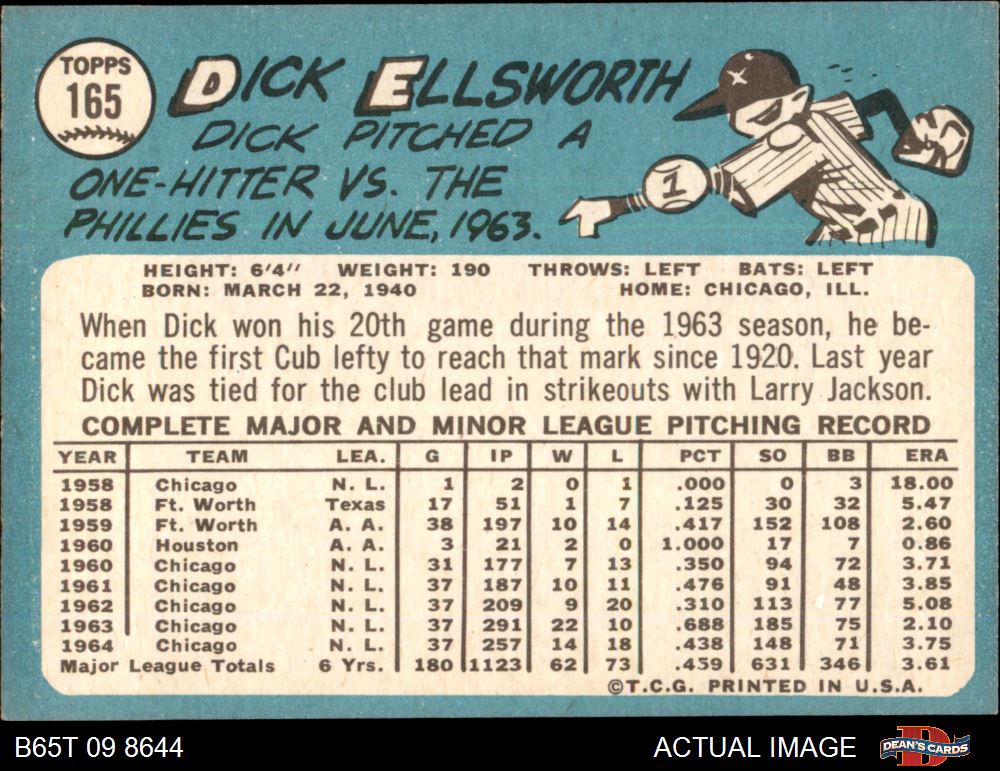 TOPPS
165
DICK ELLSWORTH
DICK PITCHED A
ONE-HITTER VS. THE
PHILLIES IN JUNE, 1963.
1
HEIGHT: 6'4" WEIGHT: 190 THROWS: LEFT BATS: LEFT
BORN: MARCH 22, 1940 HOME: CHICAGO, ILL.
When Dick won his 20th game during the 1963 season, he be-
came the first Cub lefty to reach that mark since 1920. Last year
Dick was tied for the club lead in strikeouts with Larry Jackson.
COMPLETE MAJOR AND MINOR LEAGUE PITCHING RECORD
YEAR TEAM LEA. G IP W L PCT SO BB ERA
1958 Chicago N. L. 1 2 0 1 .000 0 3 18.00
1958 Ft. Worth Texas 17 51 1 7 .125 30 32 5.47
1959 Ft. Worth A. A. 38 197 10 14 .417 152 108 2.60
1960 Houston A. A. 3 21 2 0 1.000 17 7 0.86
1960 Chicago N. L. 31 177 7 13 .350 94 72 3.71
1961 Chicago N. L. 37 187 10 11 .476 91 48 3.85
1962 Chicago N. L. 37 209 9 20 .310 113 77 5.08
1963 Chicago N. L. 37 291 22 10 .688 185 75 2.10
1964 Chicago N. L. 37 257 14 18 .438 148 71 3.75
Major League Totals 6 Yrs. 180 1123 62 73 .459 631 346 3.61
©T.C.G. PRINTED IN U.S.A.
B65T 09 8644 ACTUAL IMAGE DEAN'S CARDS